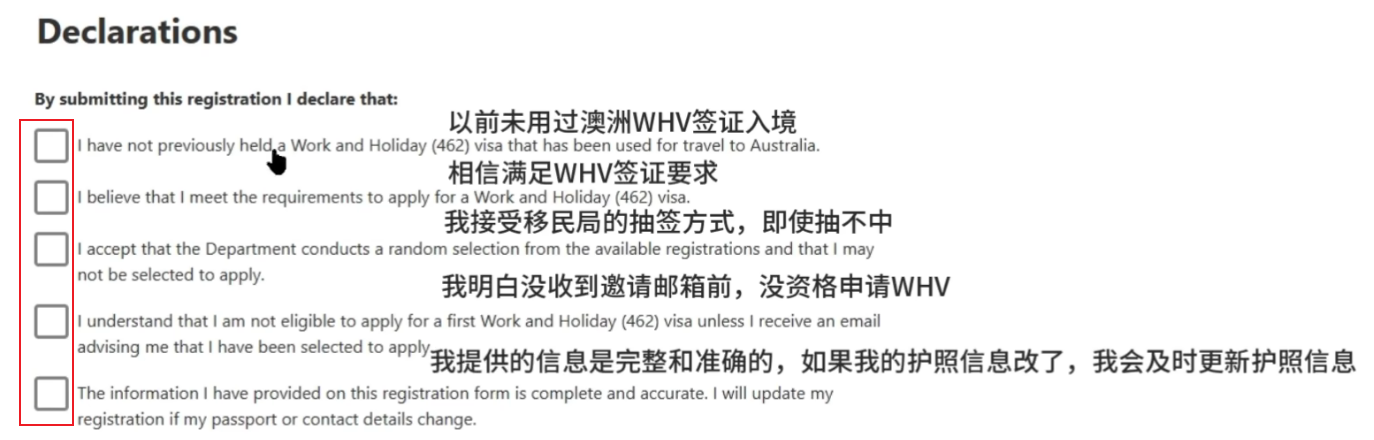 Declarations
By submitting this registration I declare that:
以前未用过澳洲WHV签证入境
I have not previously held a Work and Holiday (462) visa that has been used for travel to Australia.
相信满足WHV签证要求
I believe that I meet the requirements to apply for a Work and Holiday (462) visa.
我接受移民局的抽签方式，即使抽不中
I accept that the Department conducts a random selection from the available registrations and that I may
not be selected to apply.
我明白没收到邀请邮箱前，没资格申请WHV
I understand that I am not eligible to apply for a first Work and Holiday (462) visa unless I receive an email
advising me that I have been selected to apply.
我提供的信息是完整和准确的，如果我的护照信息改了，我会及时更新护照信息
The information I have provided on this registration form is complete and accurate. I will update my
registration if my passport or contact details change.